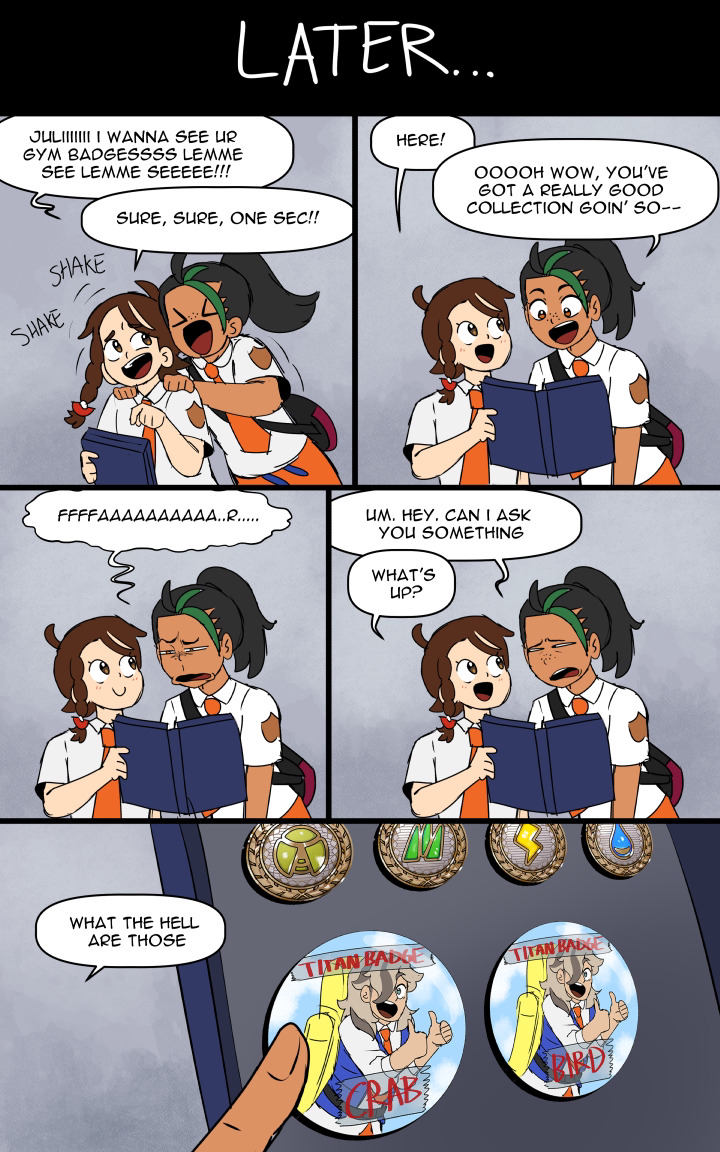 LATER...
JULIIIIIII I WANNA SEE UR
GYM BADGESSSS LEMME
SEE LEMME SEEEEE!!!
SURE, SURE, ONE SEC!!
SHAKE
SHAKE
HERE!
OOOOH WOW, YOU'VE
GOT A REALLY GOOD
COLLECTION GOIN' SO--
FFFFAAAAAAAAAA..R.....
UM. HEY. CAN I ASK
YOU SOMETHING
WHAT'S
UP?
WHAT THE HELL
ARE THOSE
TITAN BADGE
CRAB
TITAN BADGE
BIRD